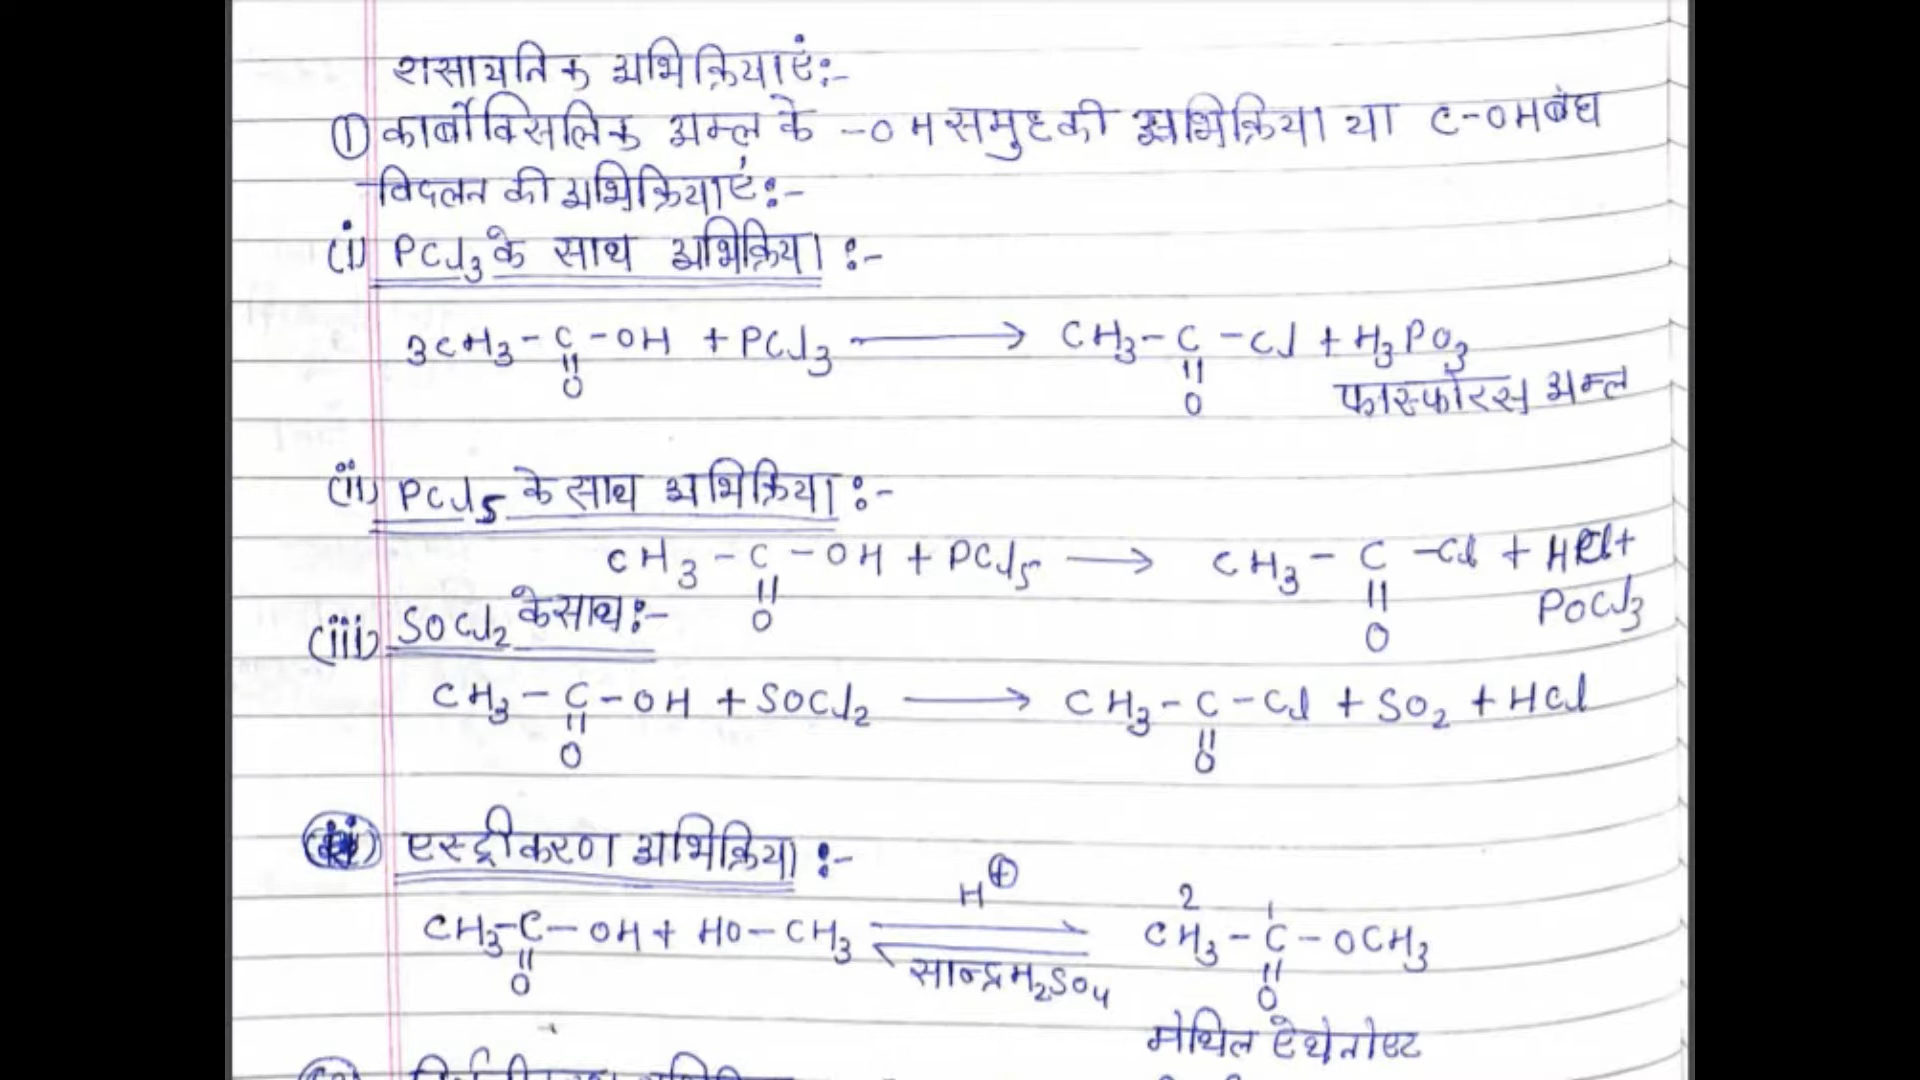 रासायनिक अभिक्रियाएं:-
① कार्बोक्सिलिक अम्ल के -OH समुह की अभिक्रिया या C-OH बंध
विदलन की अभिक्रियाएं:-
(i) PCl3 के साथ अभिक्रिया :-
3CH3-C-OH + PCl3 ⟶ CH3-C-Cl + H3PO3
|| ||
O O फास्फोरस अम्ल
(ii) PCl5 के साथ अभिक्रिया :-
CH3-C-OH + PCl5 ⟶ CH3-C-Cl + HCl+
|| || POCl3
O O
(iii) SOCl2 के साथ:-
CH3-C-OH + SOCl2 ⟶ CH3-C-Cl + SO2 + HCl
|| ||
O O
एस्ट्रीकरण अभिक्रिया :-
H⊕ 2 1
CH3-C-OH + HO-CH3 ⇌ CH3-C-OCH3
|| सान्द्र H2SO4 ||
O O
मेथिल ऐथेनोएट